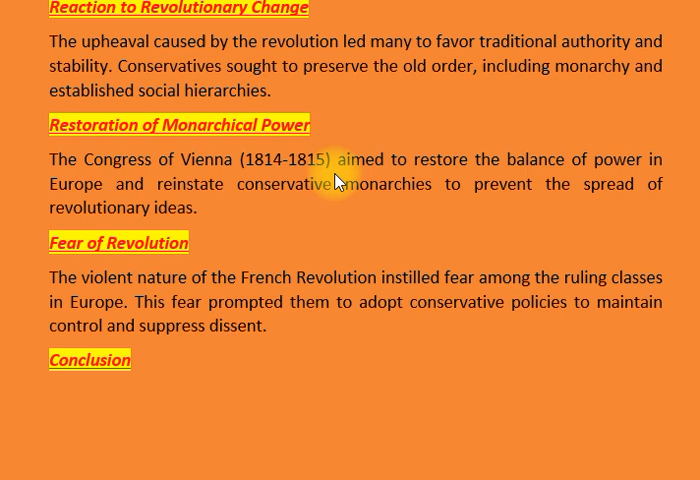 Reaction to Revolutionary Change
The upheaval caused by the revolution led many to favor traditional authority and
stability. Conservatives sought to preserve the old order, including monarchy and
established social hierarchies.
Restoration of Monarchical Power
The Congress of Vienna (1814-1815) aimed to restore the balance of power in
Europe and reinstate conservative monarchies to prevent the spread of
revolutionary ideas.
Fear of Revolution
The violent nature of the French Revolution instilled fear among the ruling classes
in Europe. This fear prompted them to adopt conservative policies to maintain
control and suppress dissent.
Conclusion